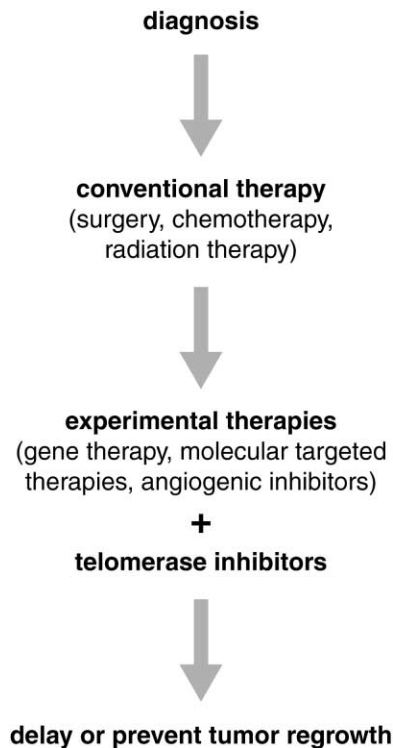 diagnosis
conventional therapy
(surgery, chemotherapy,
radiation therapy)
experimental therapies
(gene therapy, molecular targeted
therapies, angiogenic inhibitors)
+
telomerase inhibitors
delay or prevent tumor regrowth